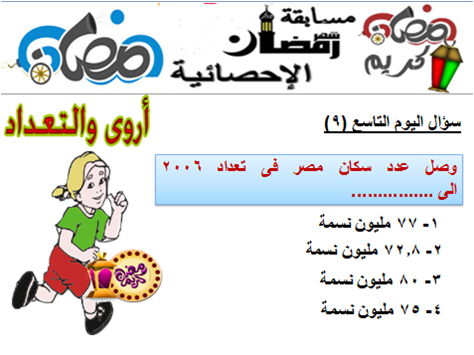 مسابقة
شهر رمضان
الإحصائية
رمضان
رمضان كريم
أروى والتعداد
سؤال اليوم التاسع (٩)
وصل عدد سكان مصر فى تعداد ٢٠٠٦
الى ................
١- ٧٧ مليون نسمة
٢- ٧٢,٨ مليون نسمة
٣- ٨٠ مليون نسمة
٤- ٧٥ مليون نسمة